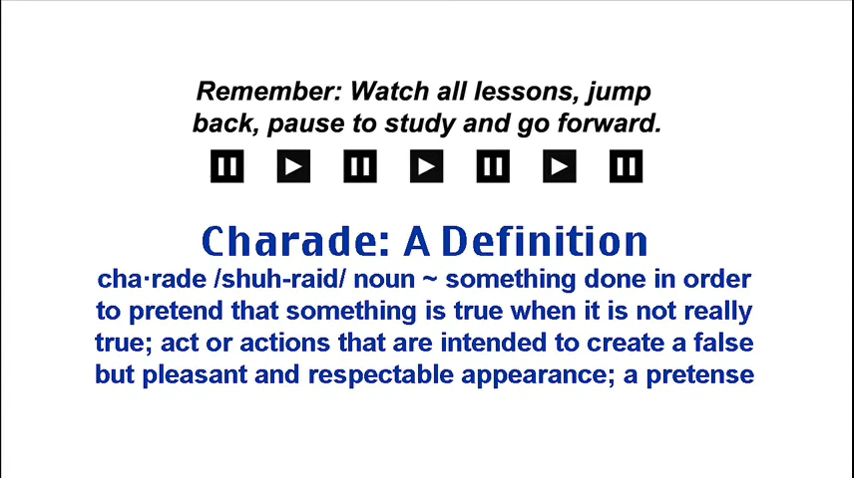 Remember: Watch all lessons, jump
back, pause to study and go forward.
Charade: A Definition
cha·rade /shuh-raid/ noun ~ something done in order
to pretend that something is true when it is not really
true; act or actions that are intended to create a false
but pleasant and respectable appearance; a pretense